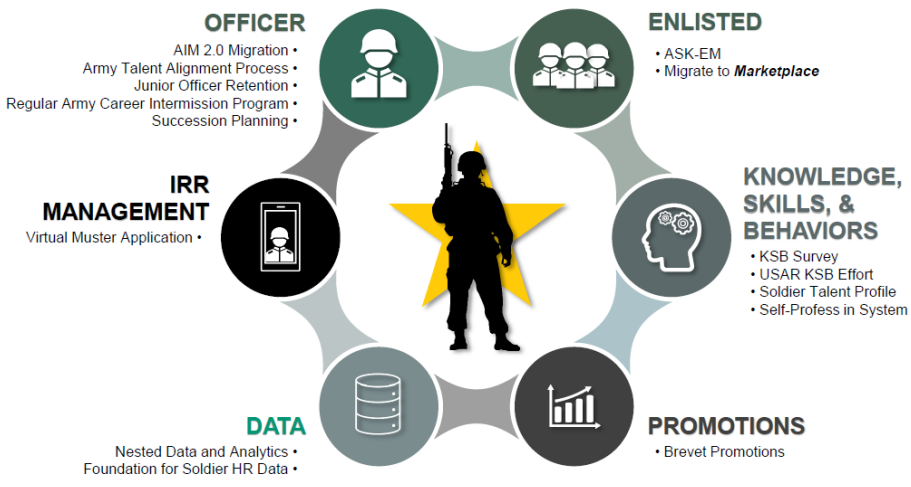 OFFICER
AIM 2.0 Migration •
Army Talent Alignment Process •
Junior Officer Retention •
Regular Army Career Intermission Program •
Succession Planning •
ENLISTED
• ASK-EM
• Migrate to Marketplace
IRR
MANAGEMENT
Virtual Muster Application •
KNOWLEDGE,
SKILLS, &
BEHAVIORS
• KSB Survey
• USAR KSB Effort
• Soldier Talent Profile
• Self-Profess in System
DATA
Nested Data and Analytics •
Foundation for Soldier HR Data •
PROMOTIONS
• Brevet Promotions